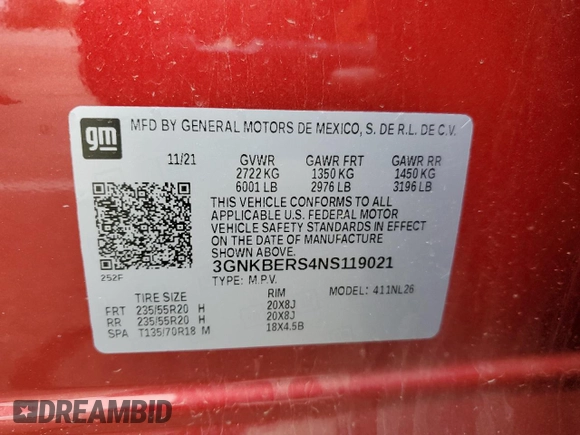 gm
MFD BY GENERAL MOTORS DE MEXICO, S. DE R.L. DE C.V.
11/21 GVWR GAWR FRT GAWR RR
2722 KG 1350 KG 1450 KG
6001 LB 2976 LB 3196 LB
THIS VEHICLE CONFORMS TO ALL
APPLICABLE U.S. FEDERAL MOTOR
VEHICLE SAFETY STANDARDS IN EFFECT
ON THE DATE OF MANUFACTURE
SHOWN ABOVE.
252F
3GNKBERS4NS119021
TYPE: M.P.V. MODEL: 411NL26
TIRE SIZE RIM
FRT 235/55R20 H 20X8J
RR 235/55R20 H 20X8J
SPA T135/70R18 M 18X4.5B
DREAMBID